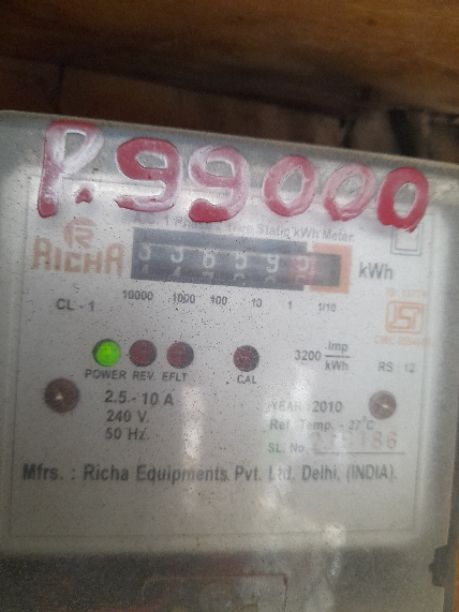 P.99000
Static kWh Meter
RICHA
kWh
CL - 1
10000 1000 100 10 1 1/10
3200 Imp
kWh
RS 12
POWER REV. EFLT CAL
2.5.- 10 A
240 V.
50 Hz.
YEAR : 2010
Ref. Temp. - 27°C
SL. No
Mfrs. : Richa Equipments Pvt. Ltd. Delhi, (INDIA).